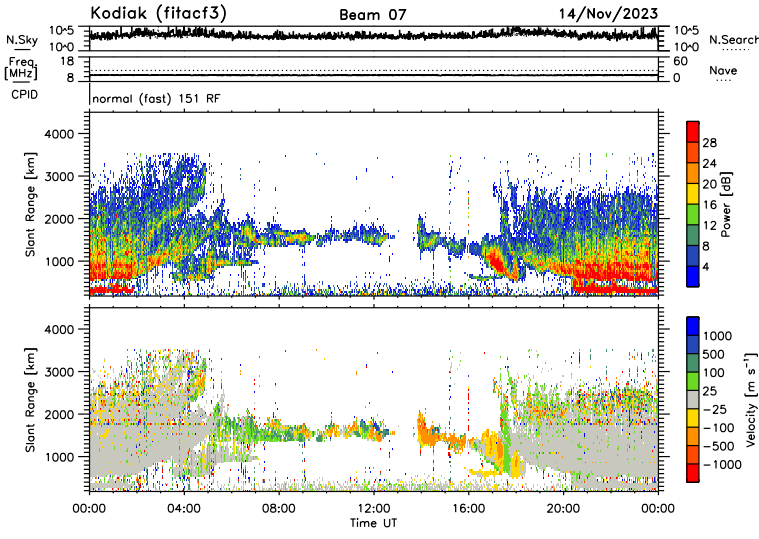 Kodiak (fitacf3) Beam 07 14/Nov/2023
N.Sky 10^5 10^0 10^5 10^0 N.Search
Freq. [MHz] 18 8 60 0 Nave
CPID normal (fast) 151 RF
Slant Range [km] 4000 3000 2000 1000
Power [dB] 28 24 20 16 12 8 4
Slant Range [km] 4000 3000 2000 1000
Velocity [m s⁻¹] 1000 500 100 25 −25 −100 −500 −1000
00:00 04:00 08:00 12:00 16:00 20:00 00:00
Time UT